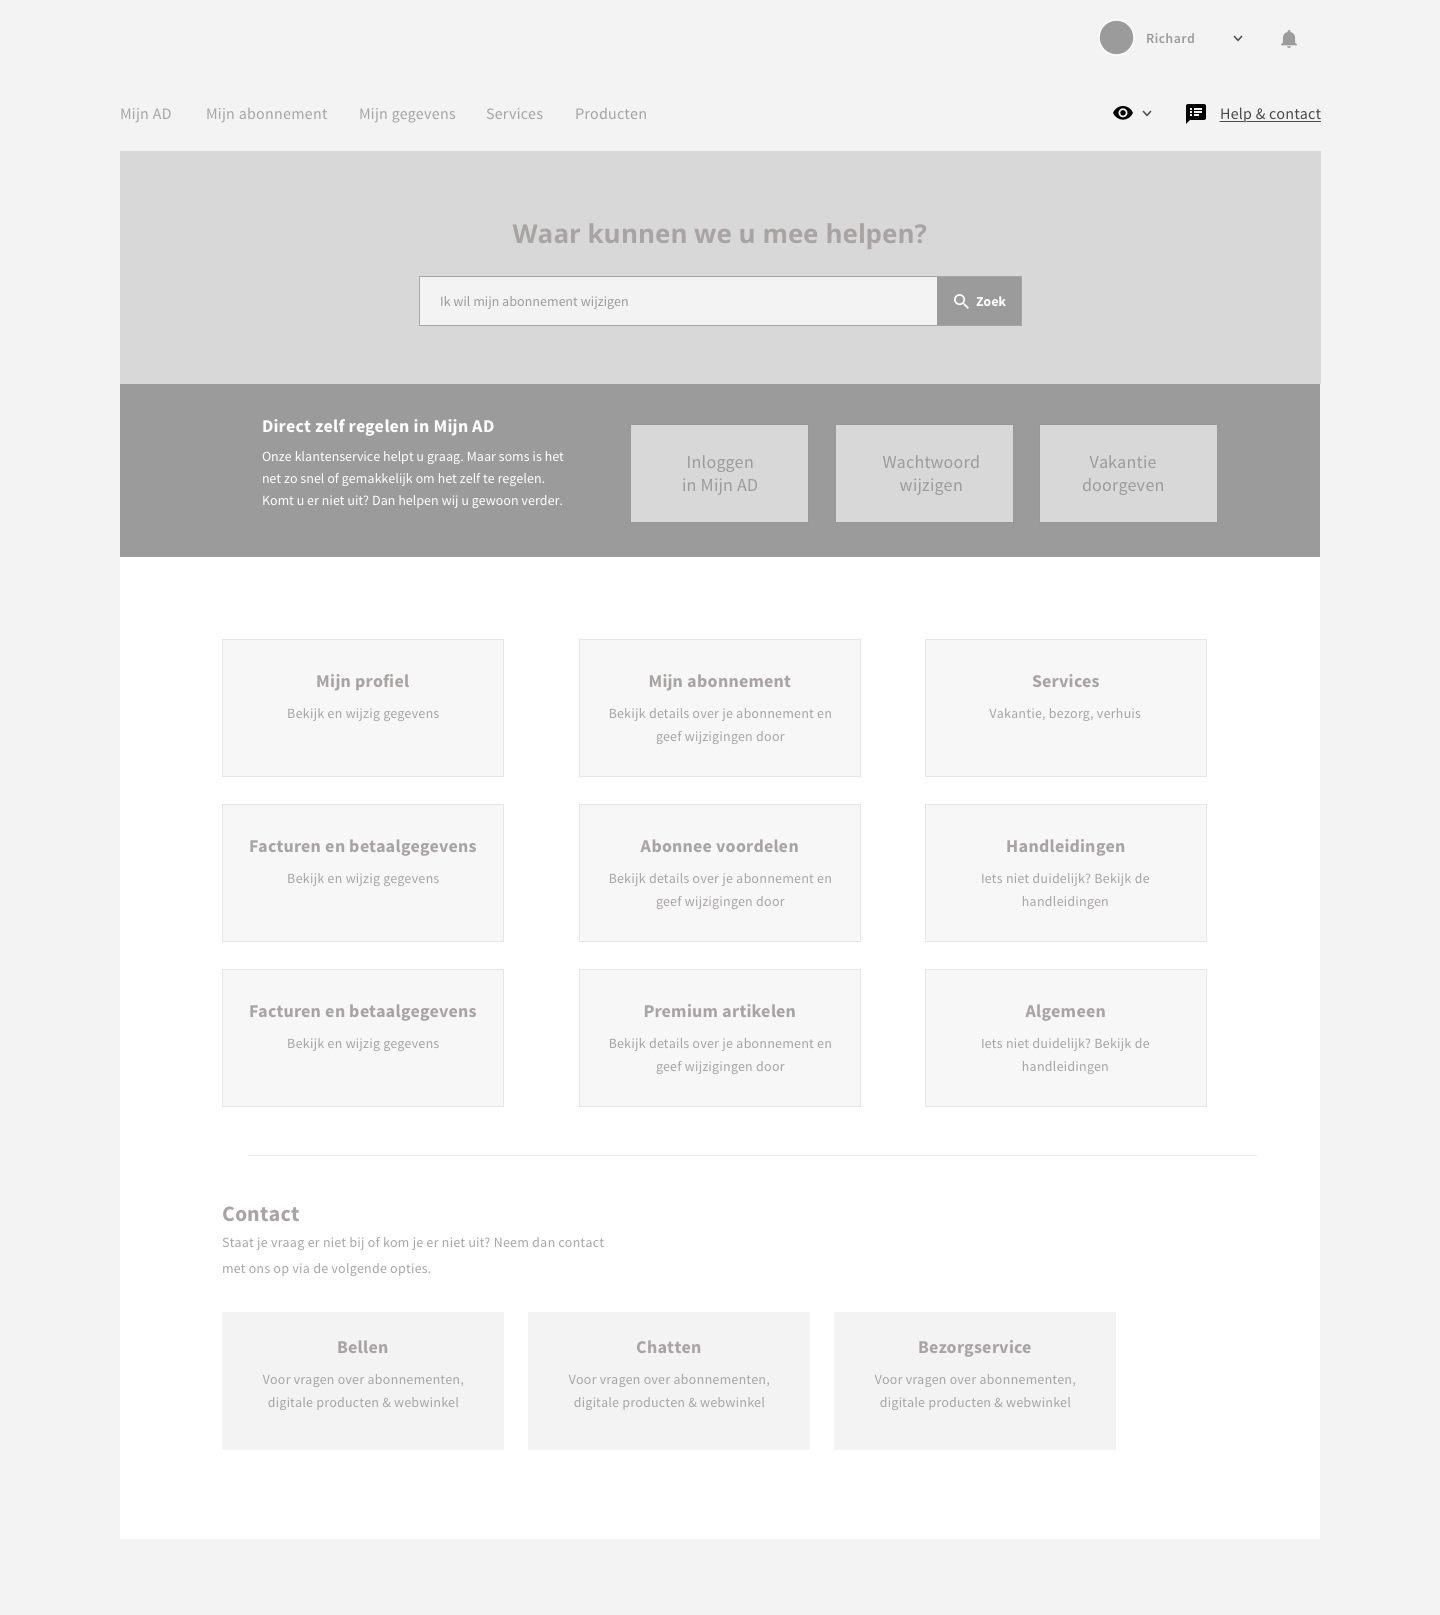 Richard
Mijn AD Mijn abonnement Mijn gegevens Services Producten Help & contact
Waar kunnen we u mee helpen?
Ik wil mijn abonnement wijzigen Zoek
Direct zelf regelen in Mijn AD
Onze klantenservice helpt u graag. Maar soms is het
net zo snel of gemakkelijk om het zelf te regelen.
Komt u er niet uit? Dan helpen wij u gewoon verder.
Inloggen
in Mijn AD
Wachtwoord
wijzigen
Vakantie
doorgeven
Mijn profiel
Bekijk en wijzig gegevens
Mijn abonnement
Bekijk details over je abonnement en
geef wijzigingen door
Services
Vakantie, bezorg, verhuis
Facturen en betaalgegevens
Bekijk en wijzig gegevens
Abonnee voordelen
Bekijk details over je abonnement en
geef wijzigingen door
Handleidingen
Iets niet duidelijk? Bekijk de
handleidingen
Facturen en betaalgegevens
Bekijk en wijzig gegevens
Premium artikelen
Bekijk details over je abonnement en
geef wijzigingen door
Algemeen
Iets niet duidelijk? Bekijk de
handleidingen
Contact
Staat je vraag er niet bij of kom je er niet uit? Neem dan contact
met ons op via de volgende opties.
Bellen
Voor vragen over abonnementen,
digitale producten & webwinkel
Chatten
Voor vragen over abonnementen,
digitale producten & webwinkel
Bezorgservice
Voor vragen over abonnementen,
digitale producten & webwinkel